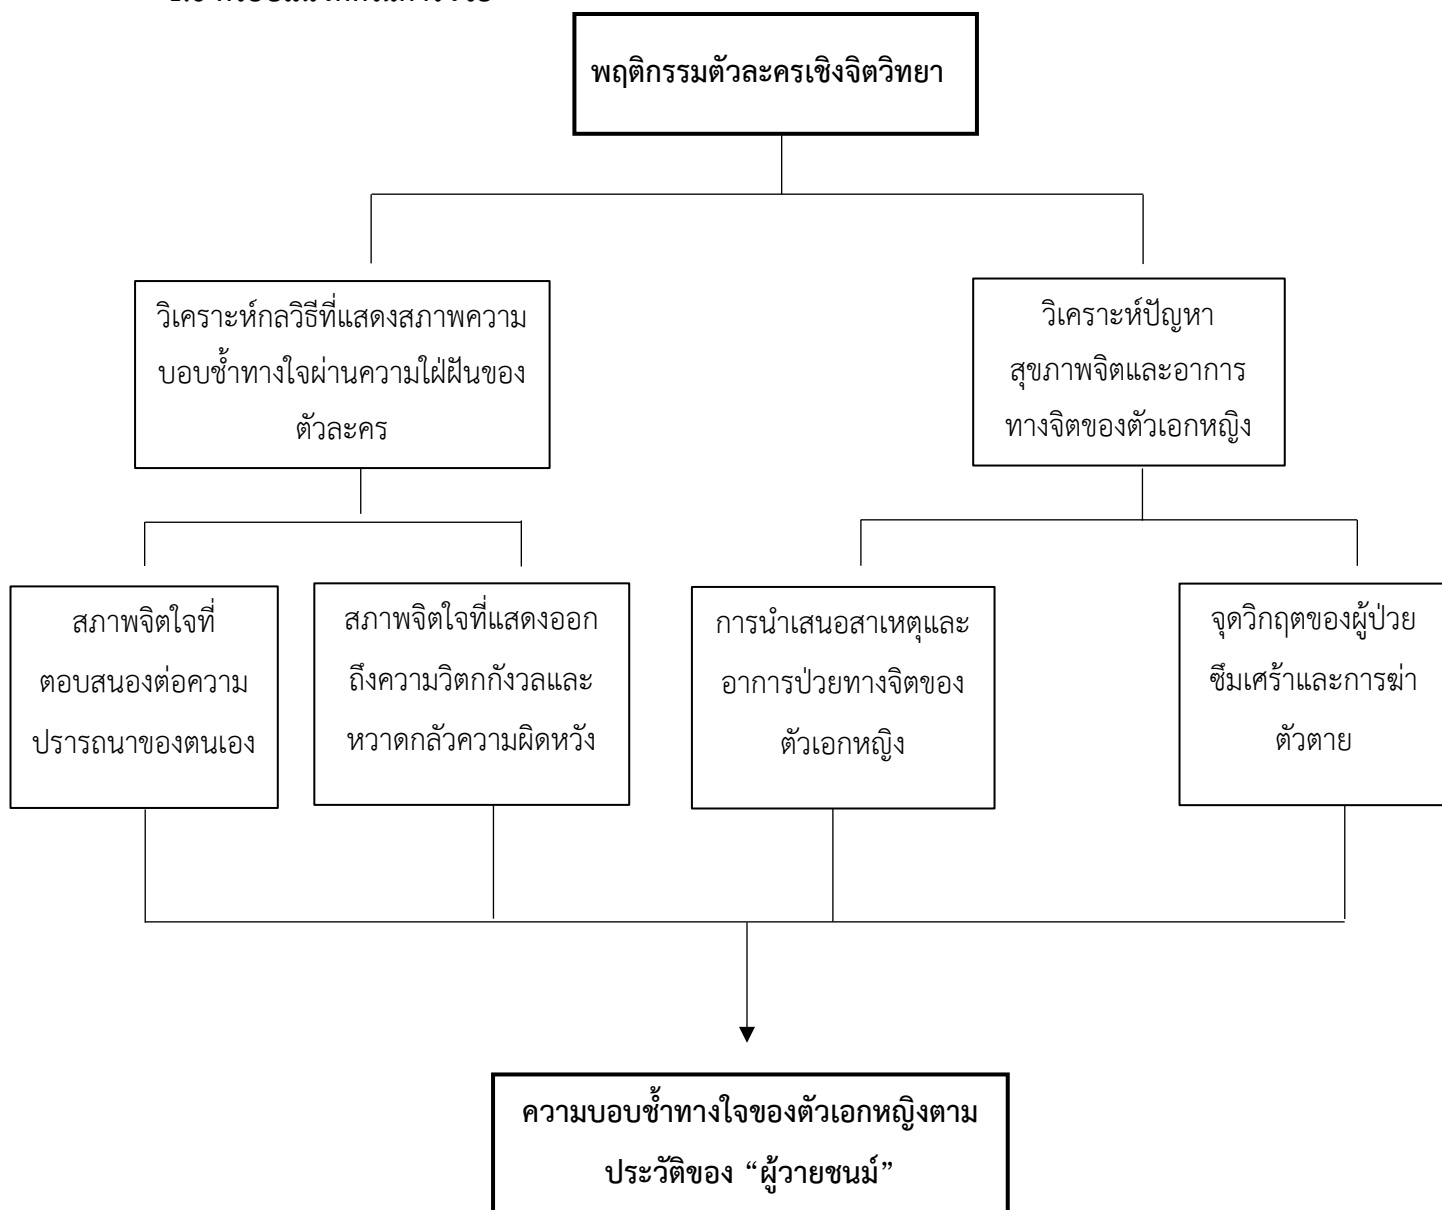 พฤติกรรมตัวละครเชิงจิตวิทยา
วิเคราะห์กลวิธีที่แสดงสภาพความ
บอบช้ำทางใจผ่านความใฝ่ฝันของ
ตัวละคร
วิเคราะห์ปัญหา
สุขภาพจิตและอาการ
ทางจิตของตัวเอกหญิง
สภาพจิตใจที่
ตอบสนองต่อความ
ปรารถนาของตนเอง
สภาพจิตใจที่แสดงออก
ถึงความวิตกกังวลและ
หวาดกลัวความผิดหวัง
การนำเสนอสาเหตุและ
อาการป่วยทางจิตของ
ตัวเอกหญิง
จุดวิกฤตของผู้ป่วย
ซึมเศร้าและการฆ่า
ตัวตาย
ความบอบช้ำทางใจของตัวเอกหญิงตาม
ประวัติของ “ผู้วายชนม์”